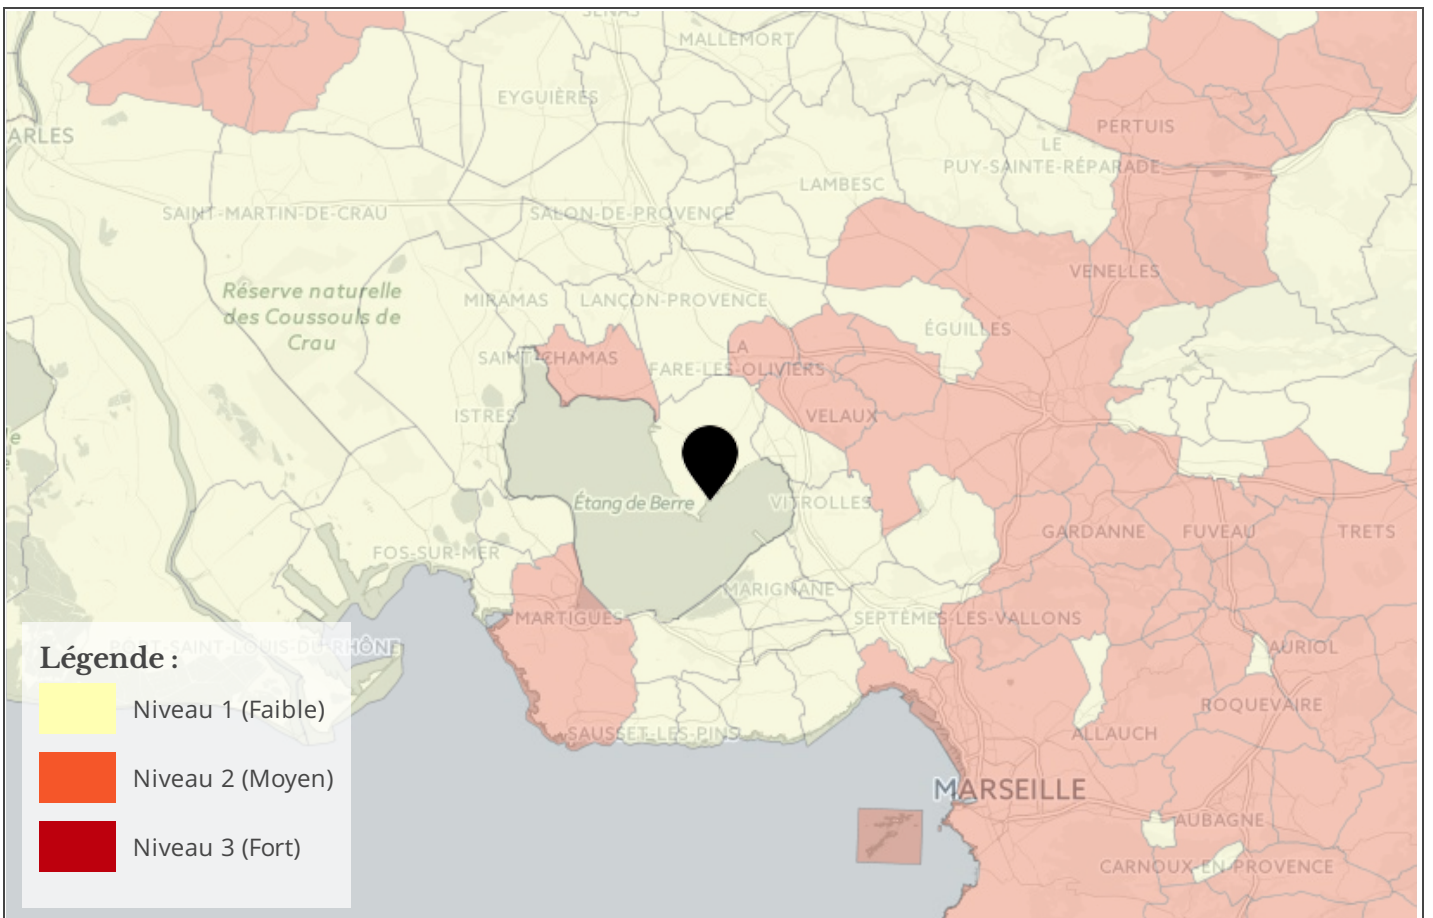 SÉNAS
MALLEMORT
EYGUIÈRES
PERTUIS
ARLES
LE
PUY-SAINTE-RÉPARADE
LAMBESC
SAINT-MARTIN-DE-CRAU
SALON-DE-PROVENCE
VENELLES
Réserve naturelle
des Coussouls de
Crau
MIRAMAS
LANÇON-PROVENCE
ÉGUILLES
SAINT-CHAMAS
LA
FARE-LES-OLIVIERS
ISTRES
VELAUX
Étang de Berre
VITROLLES
GARDANNE
FUVEAU
TRETS
FOS-SUR-MER
MARIGNANE
MARTIGUES
SEPTÈMES-LES-VALLONS
PORT-SAINT-LOUIS-DU-RHÔNE
AURIOL
ROQUEVAIRE
SAUSSET-LES-PINS
ALLAUCH
MARSEILLE
AUBAGNE
CARNOUX-EN-PROVENCE
Légende :
Niveau 1 (Faible)
Niveau 2 (Moyen)
Niveau 3 (Fort)